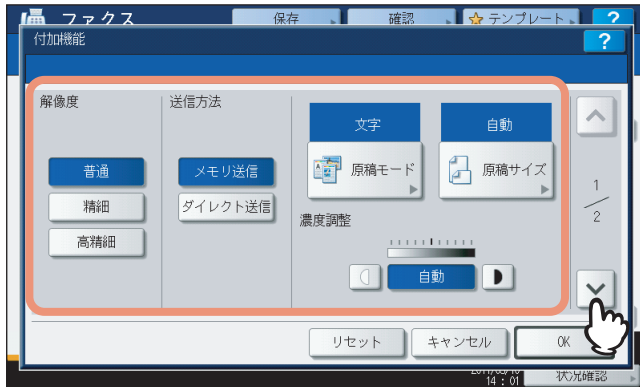 ファクス 保存 確認 テンプレート ?
付加機能 ?
解像度 送信方法
文字 自動
普通 メモリ送信 原稿モード 原稿サイズ
精細 ダイレクト送信
濃度調整
高精細
1
2
自動
リセット キャンセル OK
14:01 状況確認